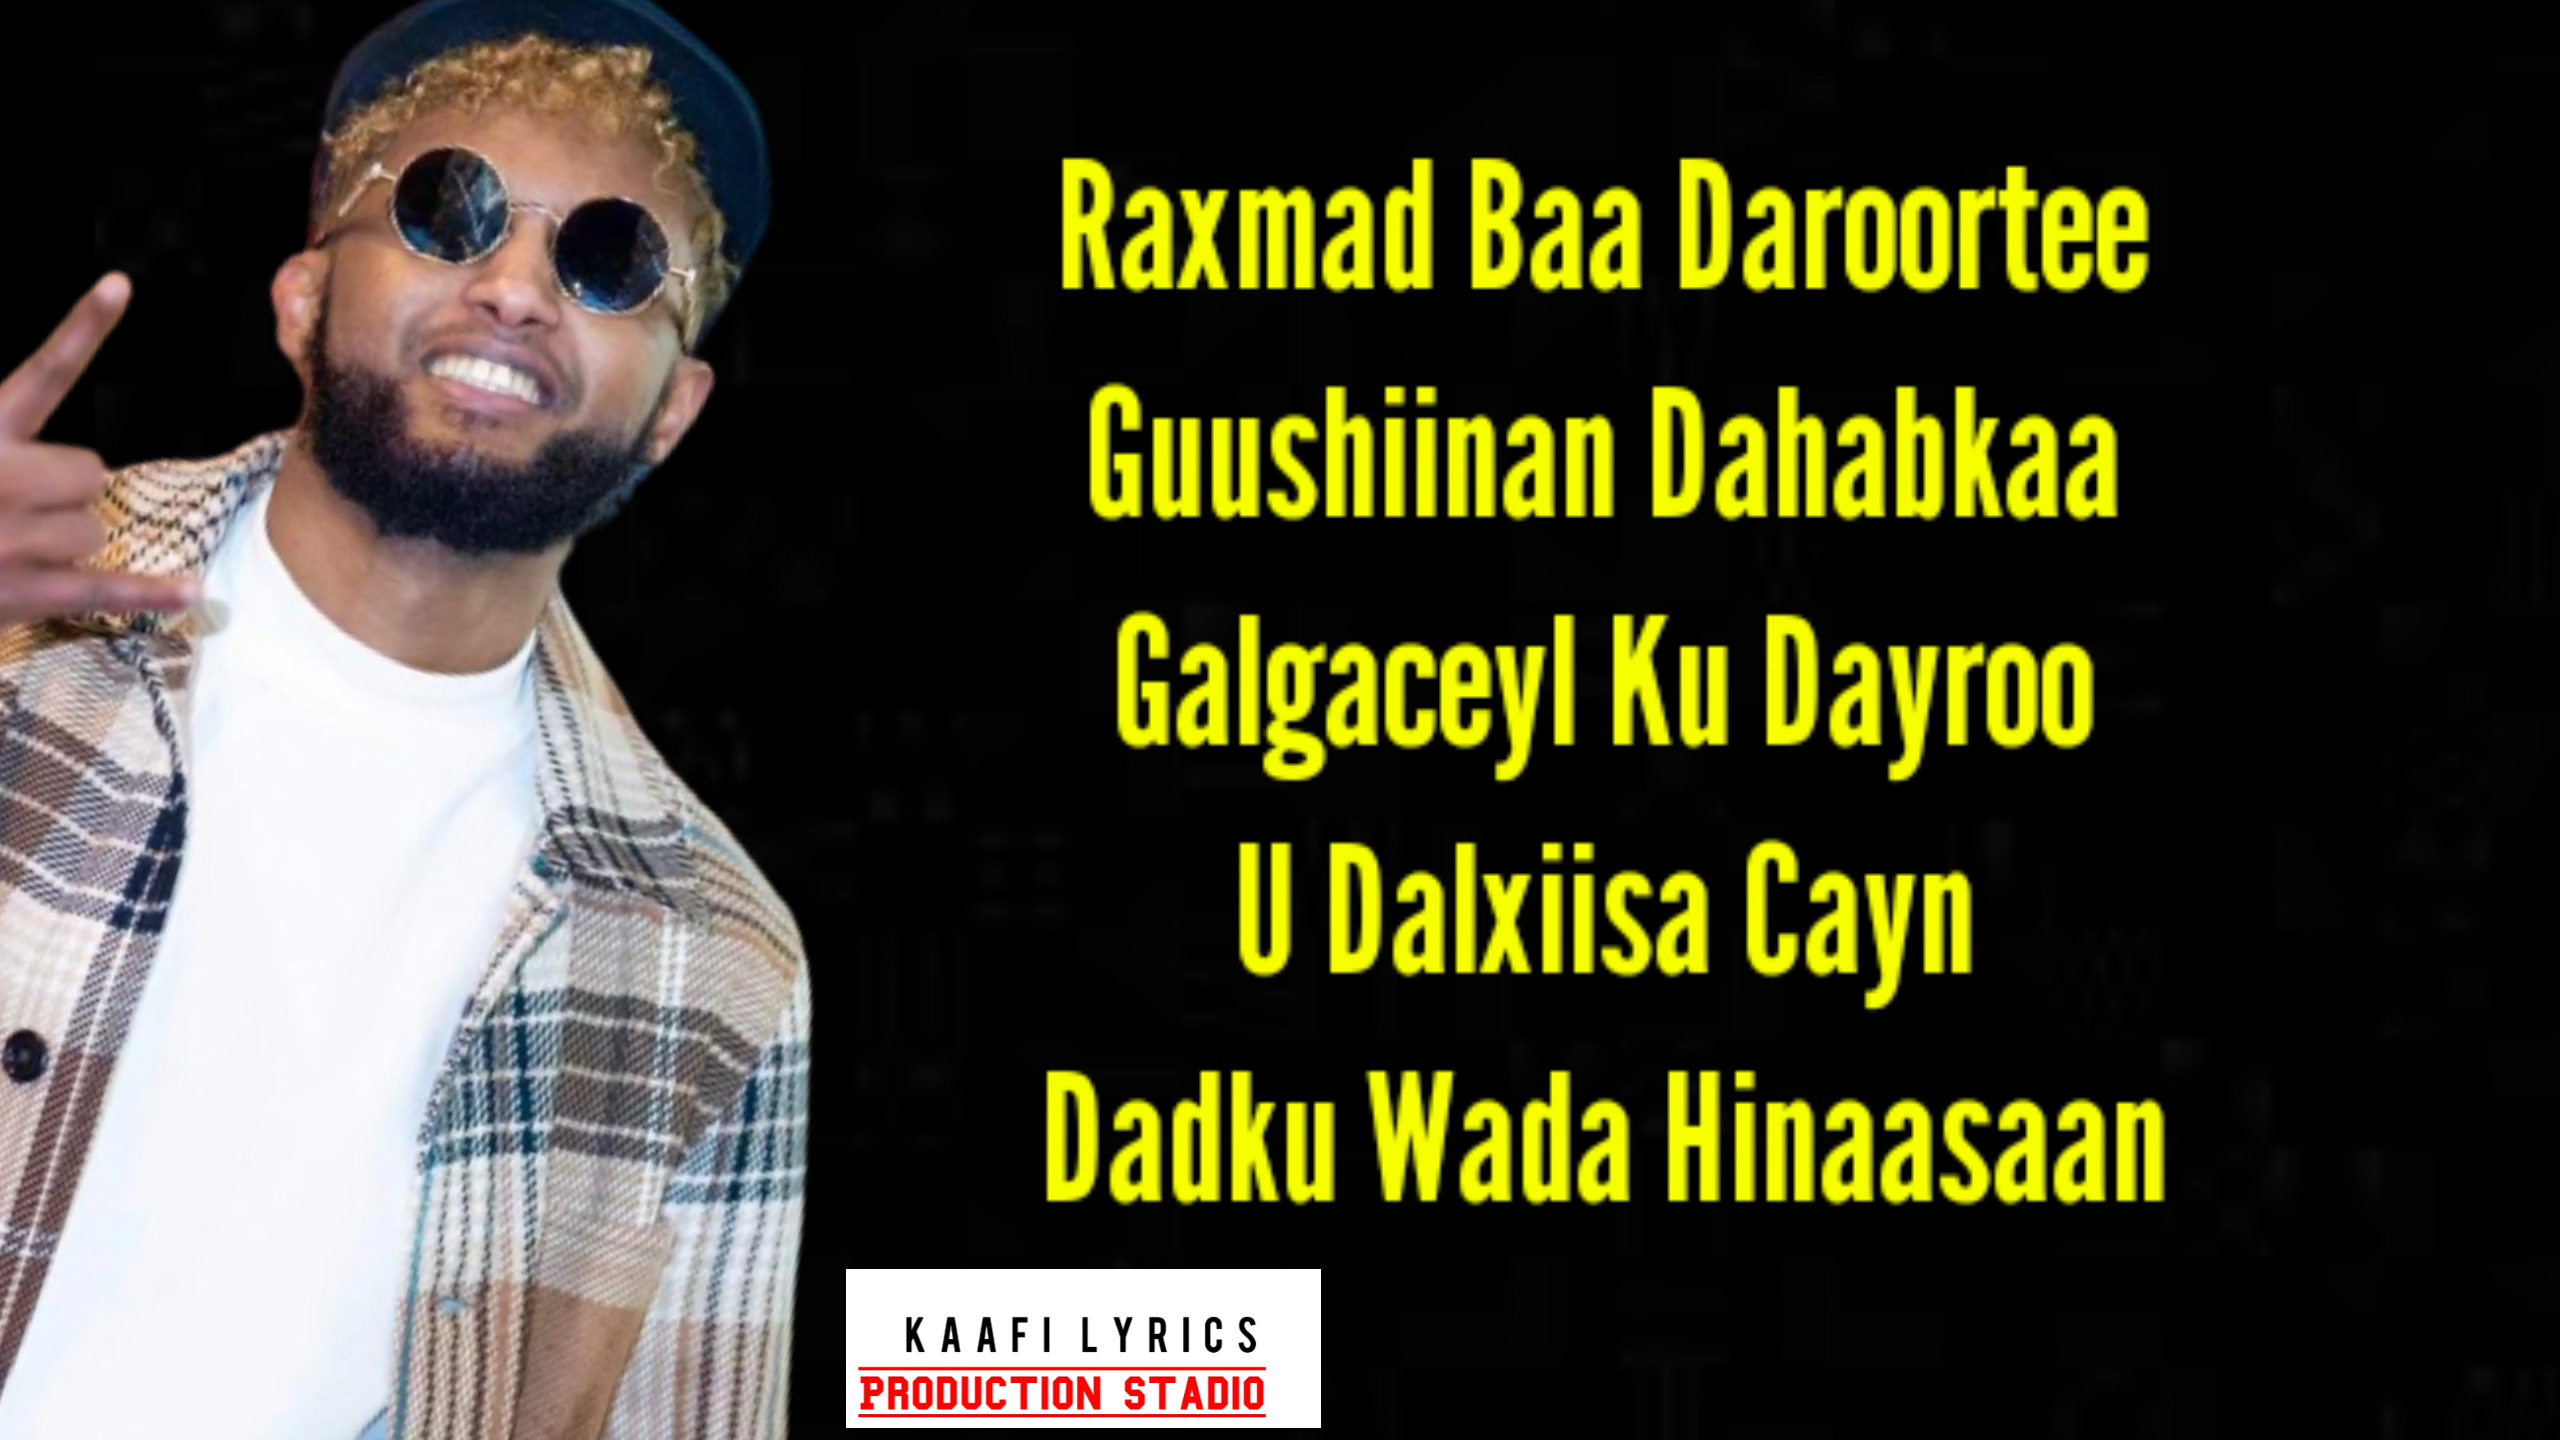 Raxmad Baa Daroortee
Guushiinan Dahabkaa
Galgaceyl Ku Dayroo
U Dalxiisa Cayn
Dadku Wada Hinaasaan
KAAFI LYRICS
PRODUCTION STADIO